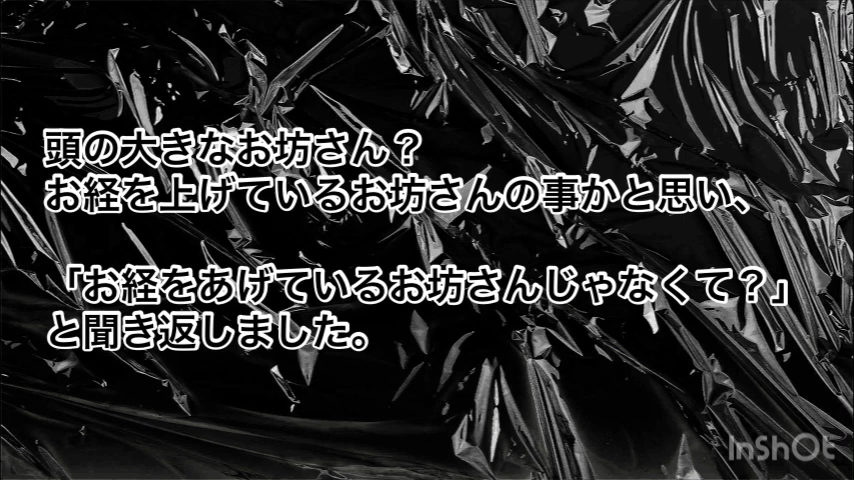 頭の大きなお坊さん？
お経を上げているお坊さんの事かと思い、
「お経をあげているお坊さんじゃなくて？」
と聞き返しました。
InShOt